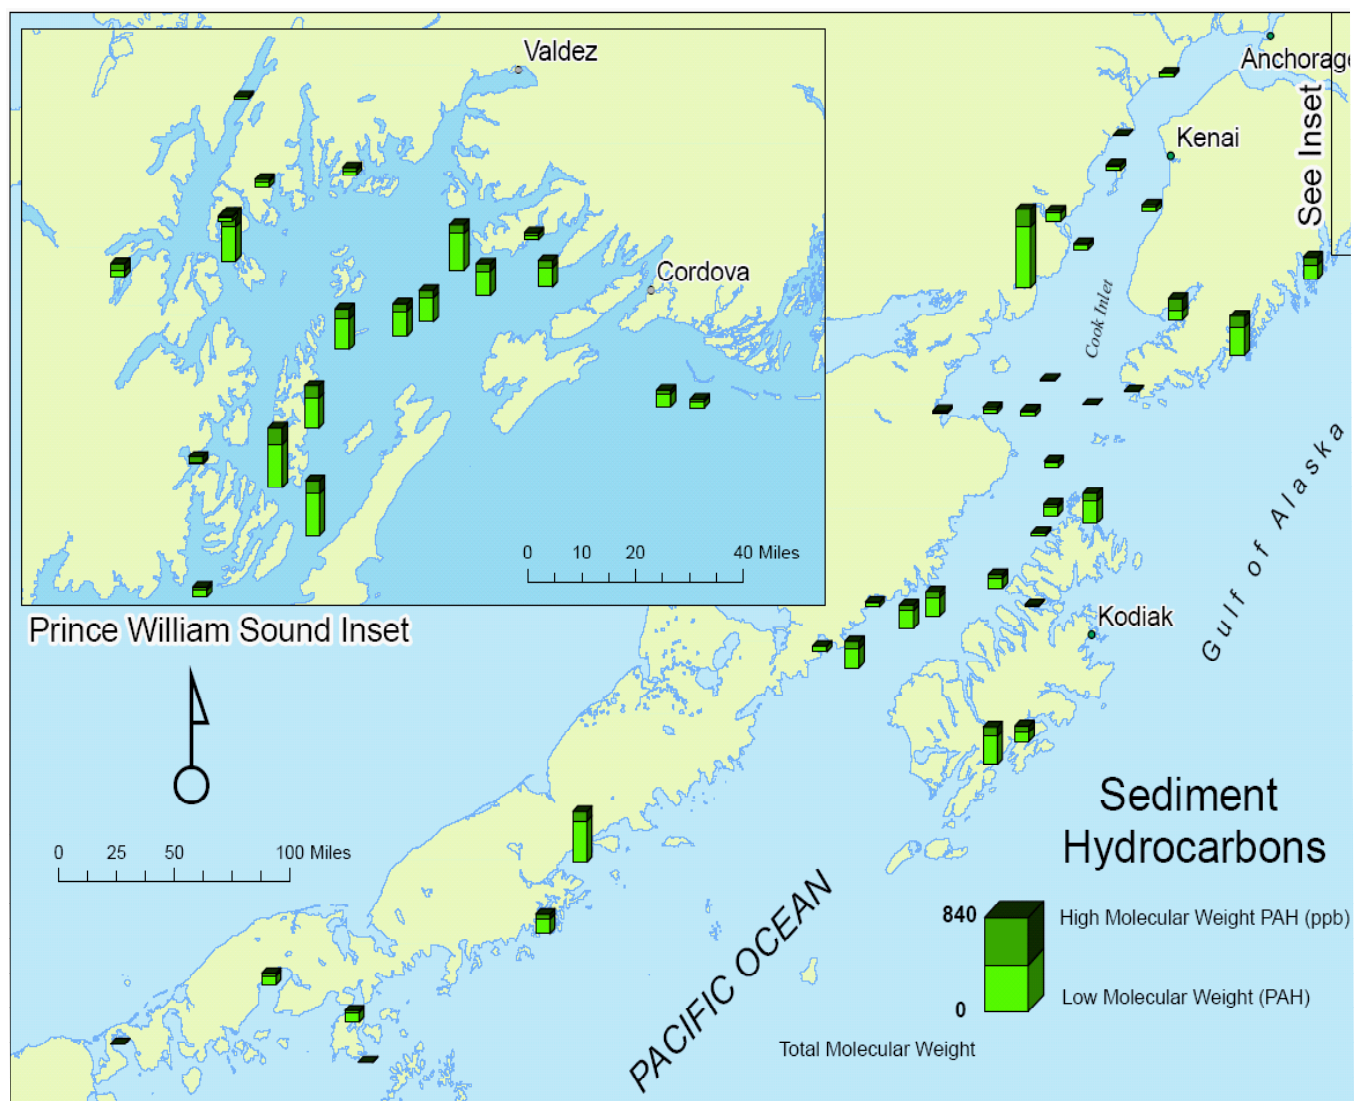 Valdez
Anchorage
See Inset
Kenai
Cordova
Cook Inlet
0 10 20 40 Miles
Prince William Sound Inset
Kodiak
Gulf of Alaska
0 25 50 100 Miles
PACIFIC OCEAN
Sediment
Hydrocarbons
840
High Molecular Weight PAH (ppb)
Low Molecular Weight (PAH)
0
Total Molecular Weight